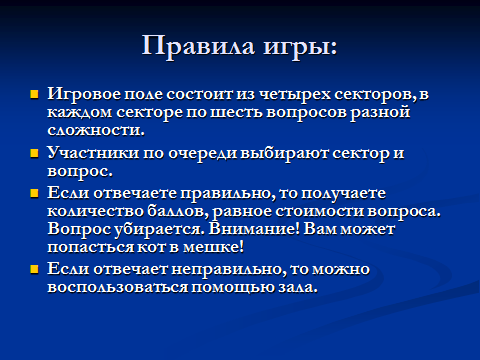 Правила игры:
Игровое поле состоит из четырех секторов, в
каждом секторе по шесть вопросов разной
сложности.
Участники по очереди выбирают сектор и
вопрос.
Если отвечаете правильно, то получаете
количество баллов, равное стоимости вопроса.
Вопрос убирается. Внимание! Вам может
попасться кот в мешке!
Если отвечает неправильно, то можно
воспользоваться помощью зала.